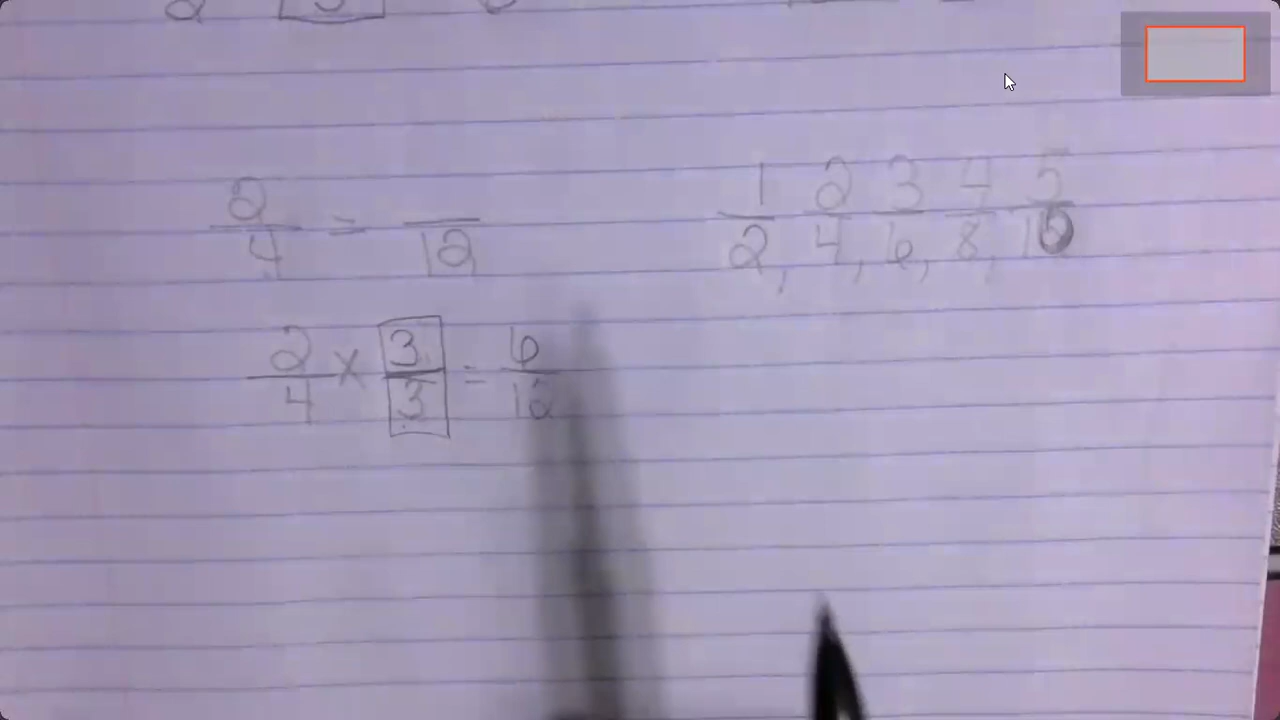 2/4 = /12
1/2, 2/4, 3/6, 4/8, 5/10
2/4 x 3/3 = 6/12